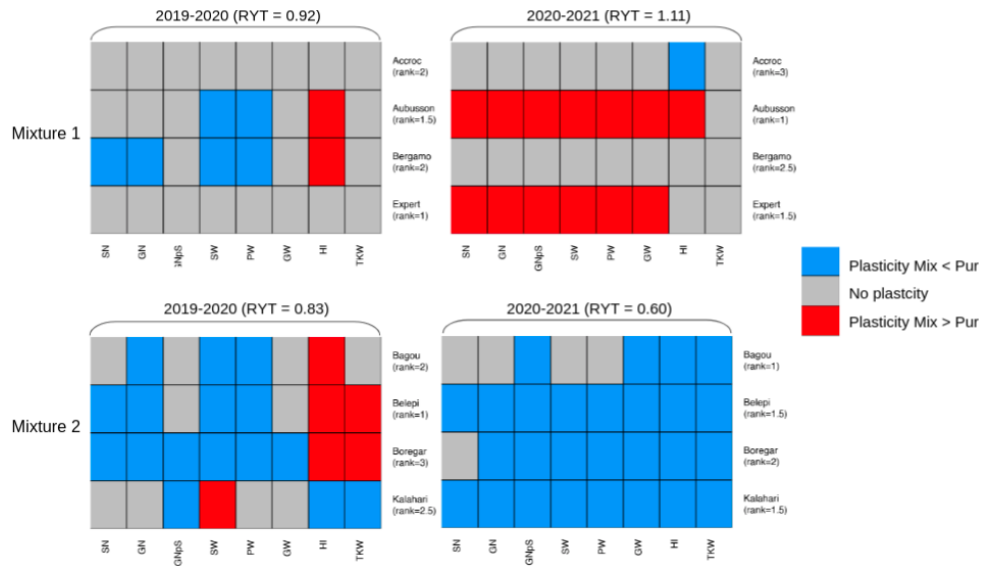 2019-2020 (RYT = 0.92)
2020-2021 (RYT = 1.11)
Mixture 1
Accroc
(rank=2)
Aubusson
(rank=1.5)
Bergamo
(rank=2)
Expert
(rank=1)
Accroc
(rank=3)
Aubusson
(rank=1)
Bergamo
(rank=2.5)
Expert
(rank=1.5)
SN GN GNpS SW PW GW HI TKW
SN GN GNpS SW PW GW HI TKW
Plasticity Mix < Pur
No plastcity
Plasticity Mix > Pur
2019-2020 (RYT = 0.83)
2020-2021 (RYT = 0.60)
Mixture 2
Bagou
(rank=2)
Belepi
(rank=1)
Boregar
(rank=3)
Kalahari
(rank=2.5)
Bagou
(rank=1)
Belepi
(rank=1.5)
Boregar
(rank=2)
Kalahari
(rank=1.5)
SN GN GNpS SW PW GW HI TKW
SN GN GNpS SW PW GW HI TKW